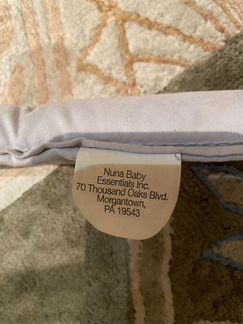 Nuna Baby
Essentials Inc.
70 Thousand Oaks Blvd.
Morgantown,
PA 19543